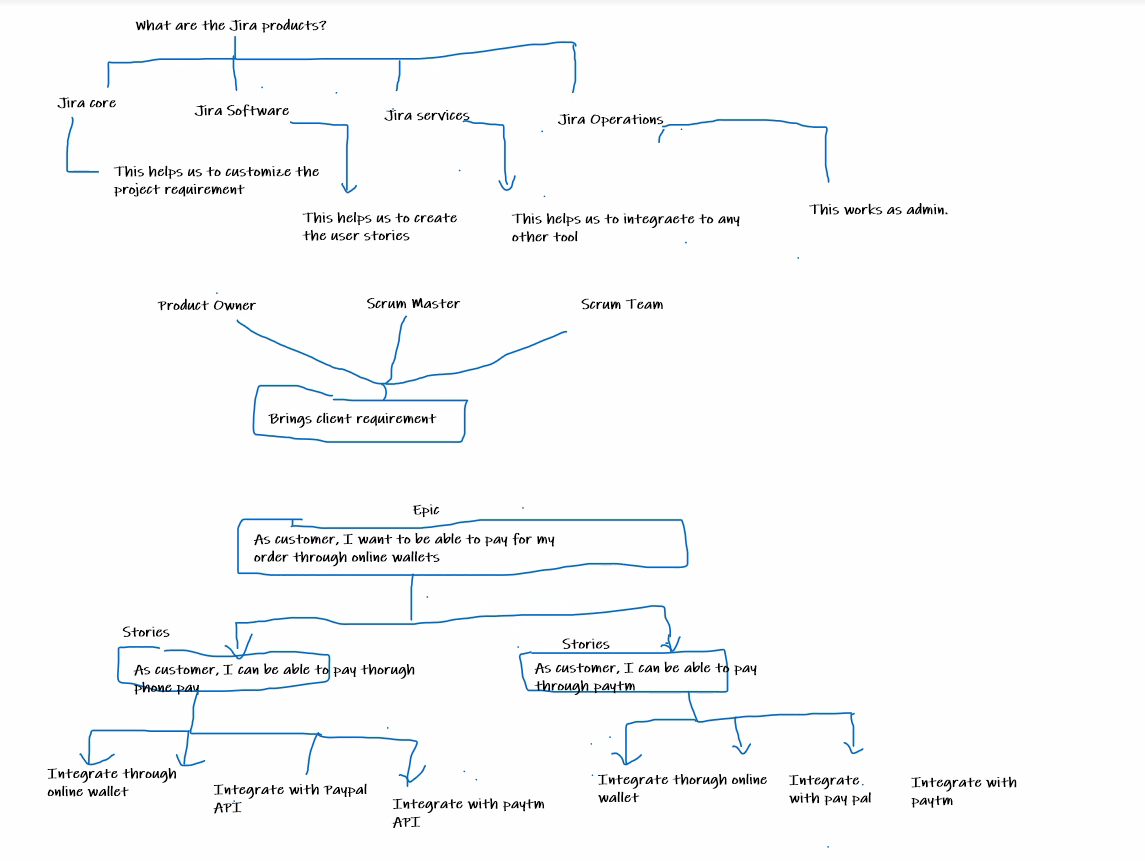 What are the Jira products?
Jira core
Jira Software
Jira services
Jira Operations
This helps us to customize the
project requirement
This helps us to create
the user stories
This helps us to integraete to any
other tool
This works as admin.
Product Owner
Scrum Master
Scrum Team
Brings client requirement
Epic
As customer, I want to be able to pay for my
order through online wallets
Stories
As customer, I can be able to pay thorugh
phone pay
Stories
As customer, I can be able to pay
through paytm
Integrate through
online wallet
Integrate with Paypal
API
Integrate with paytm
API
Integrate thorugh online
wallet
Integrate.
with pay pal
Integrate with
paytm